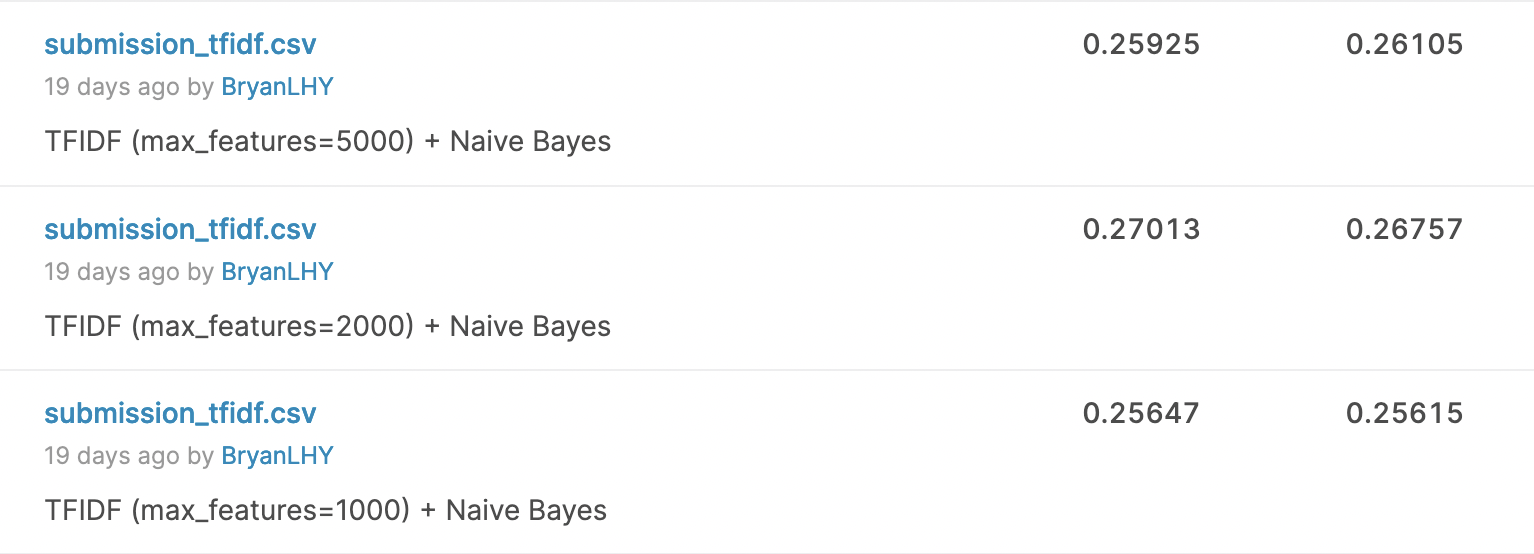 submission_tfidf.csv 0.25925 0.26105
19 days ago by BryanLHY
TFIDF (max_features=5000) + Naive Bayes
submission_tfidf.csv 0.27013 0.26757
19 days ago by BryanLHY
TFIDF (max_features=2000) + Naive Bayes
submission_tfidf.csv 0.25647 0.25615
19 days ago by BryanLHY
TFIDF (max_features=1000) + Naive Bayes